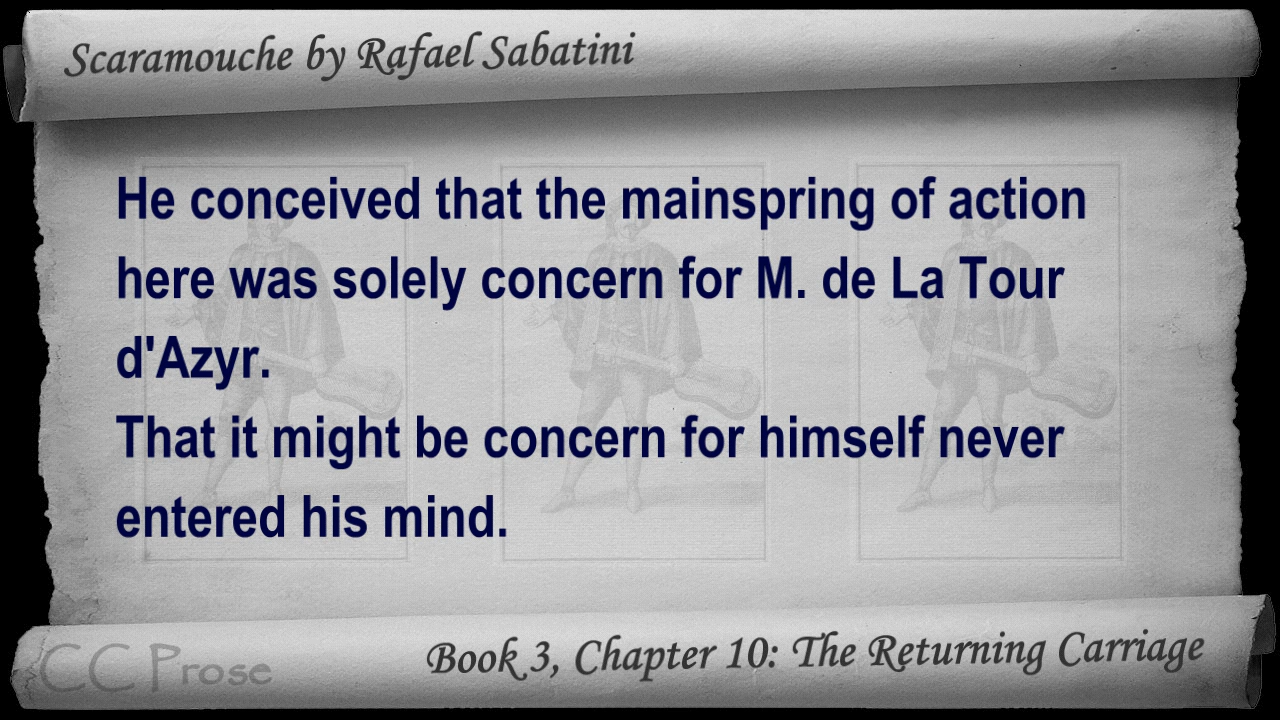 Scaramouche by Rafael Sabatini
He conceived that the mainspring of action
here was solely concern for M. de La Tour
d'Azyr.
That it might be concern for himself never
entered his mind.
CC Prose
Book 3, Chapter 10: The Returning Carriage